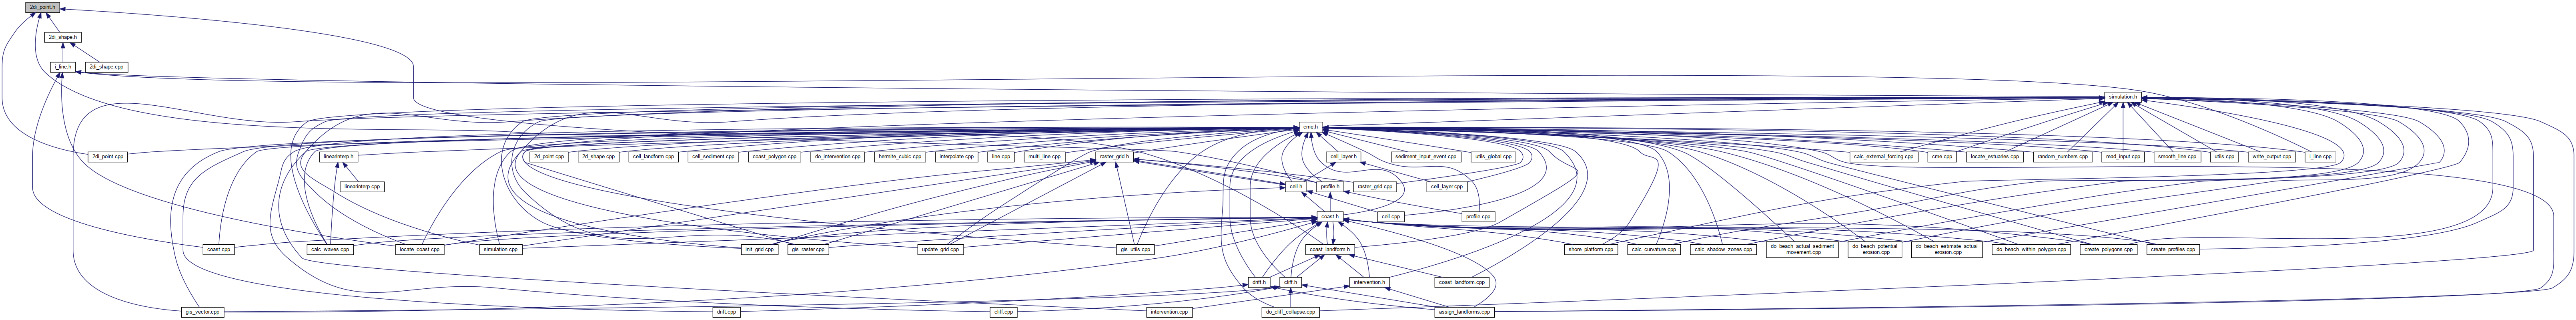 2di_point.h
2di_shape.h
i_line.h
2di_shape.cpp
simulation.h
cme.h
2di_point.cpp
linearinterp.h
2d_point.cpp
2d_shape.cpp
cell_landform.cpp
cell_sediment.cpp
coast_polygon.cpp
do_intervention.cpp
hermite_cubic.cpp
interpolate.cpp
line.cpp
multi_line.cpp
raster_grid.h
cell_layer.h
sediment_input_event.cpp
utils_global.cpp
calc_external_forcing.cpp
cme.cpp
locate_estuaries.cpp
random_numbers.cpp
read_input.cpp
smooth_line.cpp
utils.cpp
write_output.cpp
i_line.cpp
linearinterp.cpp
cell.h
profile.h
raster_grid.cpp
cell_layer.cpp
coast.h
cell.cpp
profile.cpp
coast.cpp
calc_waves.cpp
locate_coast.cpp
simulation.cpp
init_grid.cpp
gis_raster.cpp
update_grid.cpp
gis_utils.cpp
coast_landform.h
shore_platform.cpp
calc_curvature.cpp
calc_shadow_zones.cpp
do_beach_actual_sediment
_movement.cpp
do_beach_potential
_erosion.cpp
do_beach_estimate_actual
_erosion.cpp
do_beach_within_polygon.cpp
create_polygons.cpp
create_profiles.cpp
drift.h
cliff.h
intervention.h
coast_landform.cpp
gis_vector.cpp
drift.cpp
cliff.cpp
intervention.cpp
do_cliff_collapse.cpp
assign_landforms.cpp